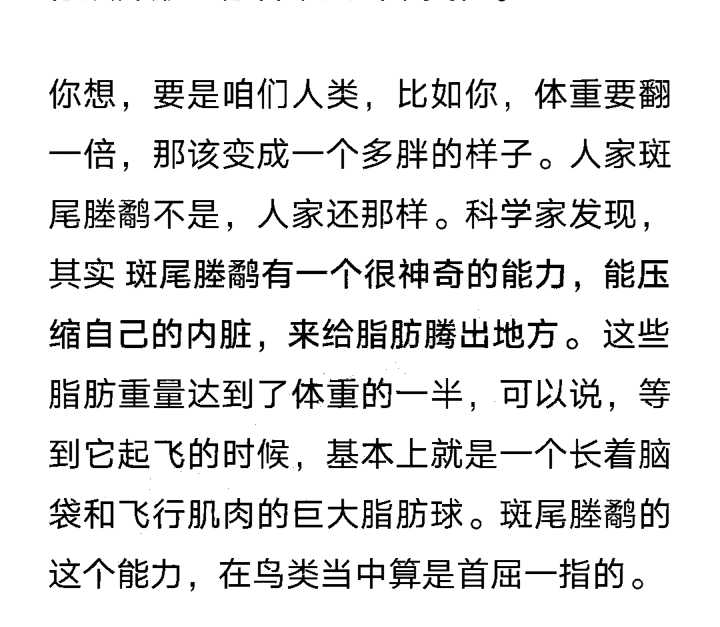 你想，要是咱们人类，比如你，体重要翻
一倍，那该变成一个多胖的样子。人家斑
尾塍鹬不是，人家还那样。科学家发现，
其实 斑尾塍鹬有一个很神奇的能力，能压
缩自己的内脏，来给脂肪腾出地方。这些
脂肪重量达到了体重的一半，可以说，等
到它起飞的时候，基本上就是一个长着脑
袋和飞行肌肉的巨大脂肪球。斑尾塍鹬的
这个能力，在鸟类当中算是首屈一指的。